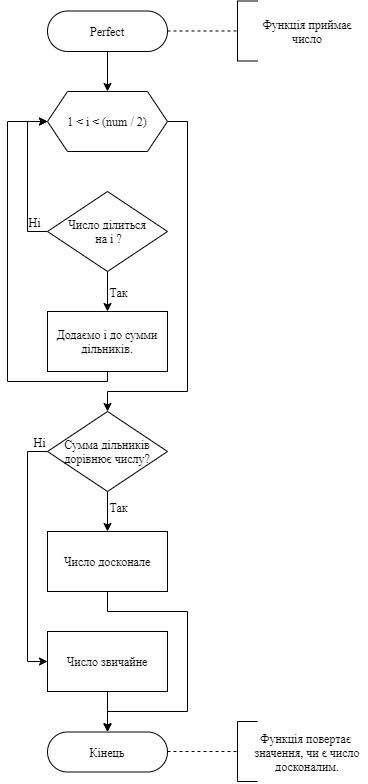 Perfect
Функція приймає
число
1 < i < (num / 2)
Ні
Число ділиться
на і ?
Так
Додаємо і до сумми
дільників.
Ні
Сумма дільників
дорівнює числу?
Так
Число досконале
Число звичайне
Кінець
Функція повертає
значення, чи є число
досконалим.